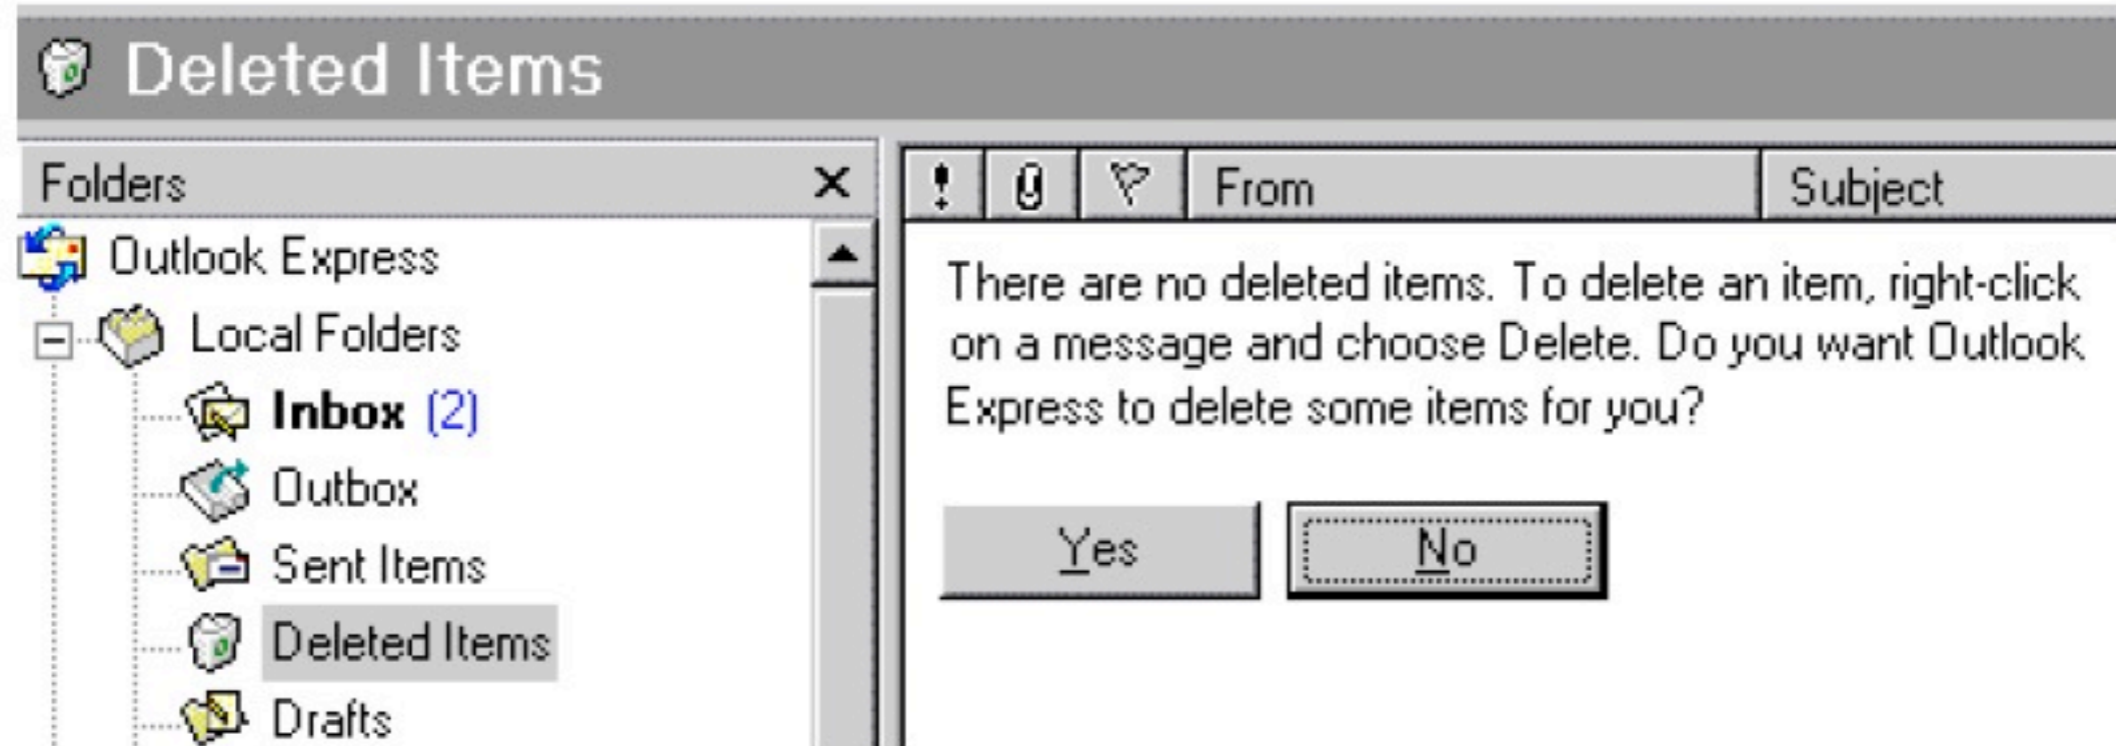 Deleted Items
Folders
! From Subject
Outlook Express
Local Folders
Inbox (2)
Outbox
Sent Items
Deleted Items
Drafts
There are no deleted items. To delete an item, right-click
on a message and choose Delete. Do you want Outlook
Express to delete some items for you?
Yes No